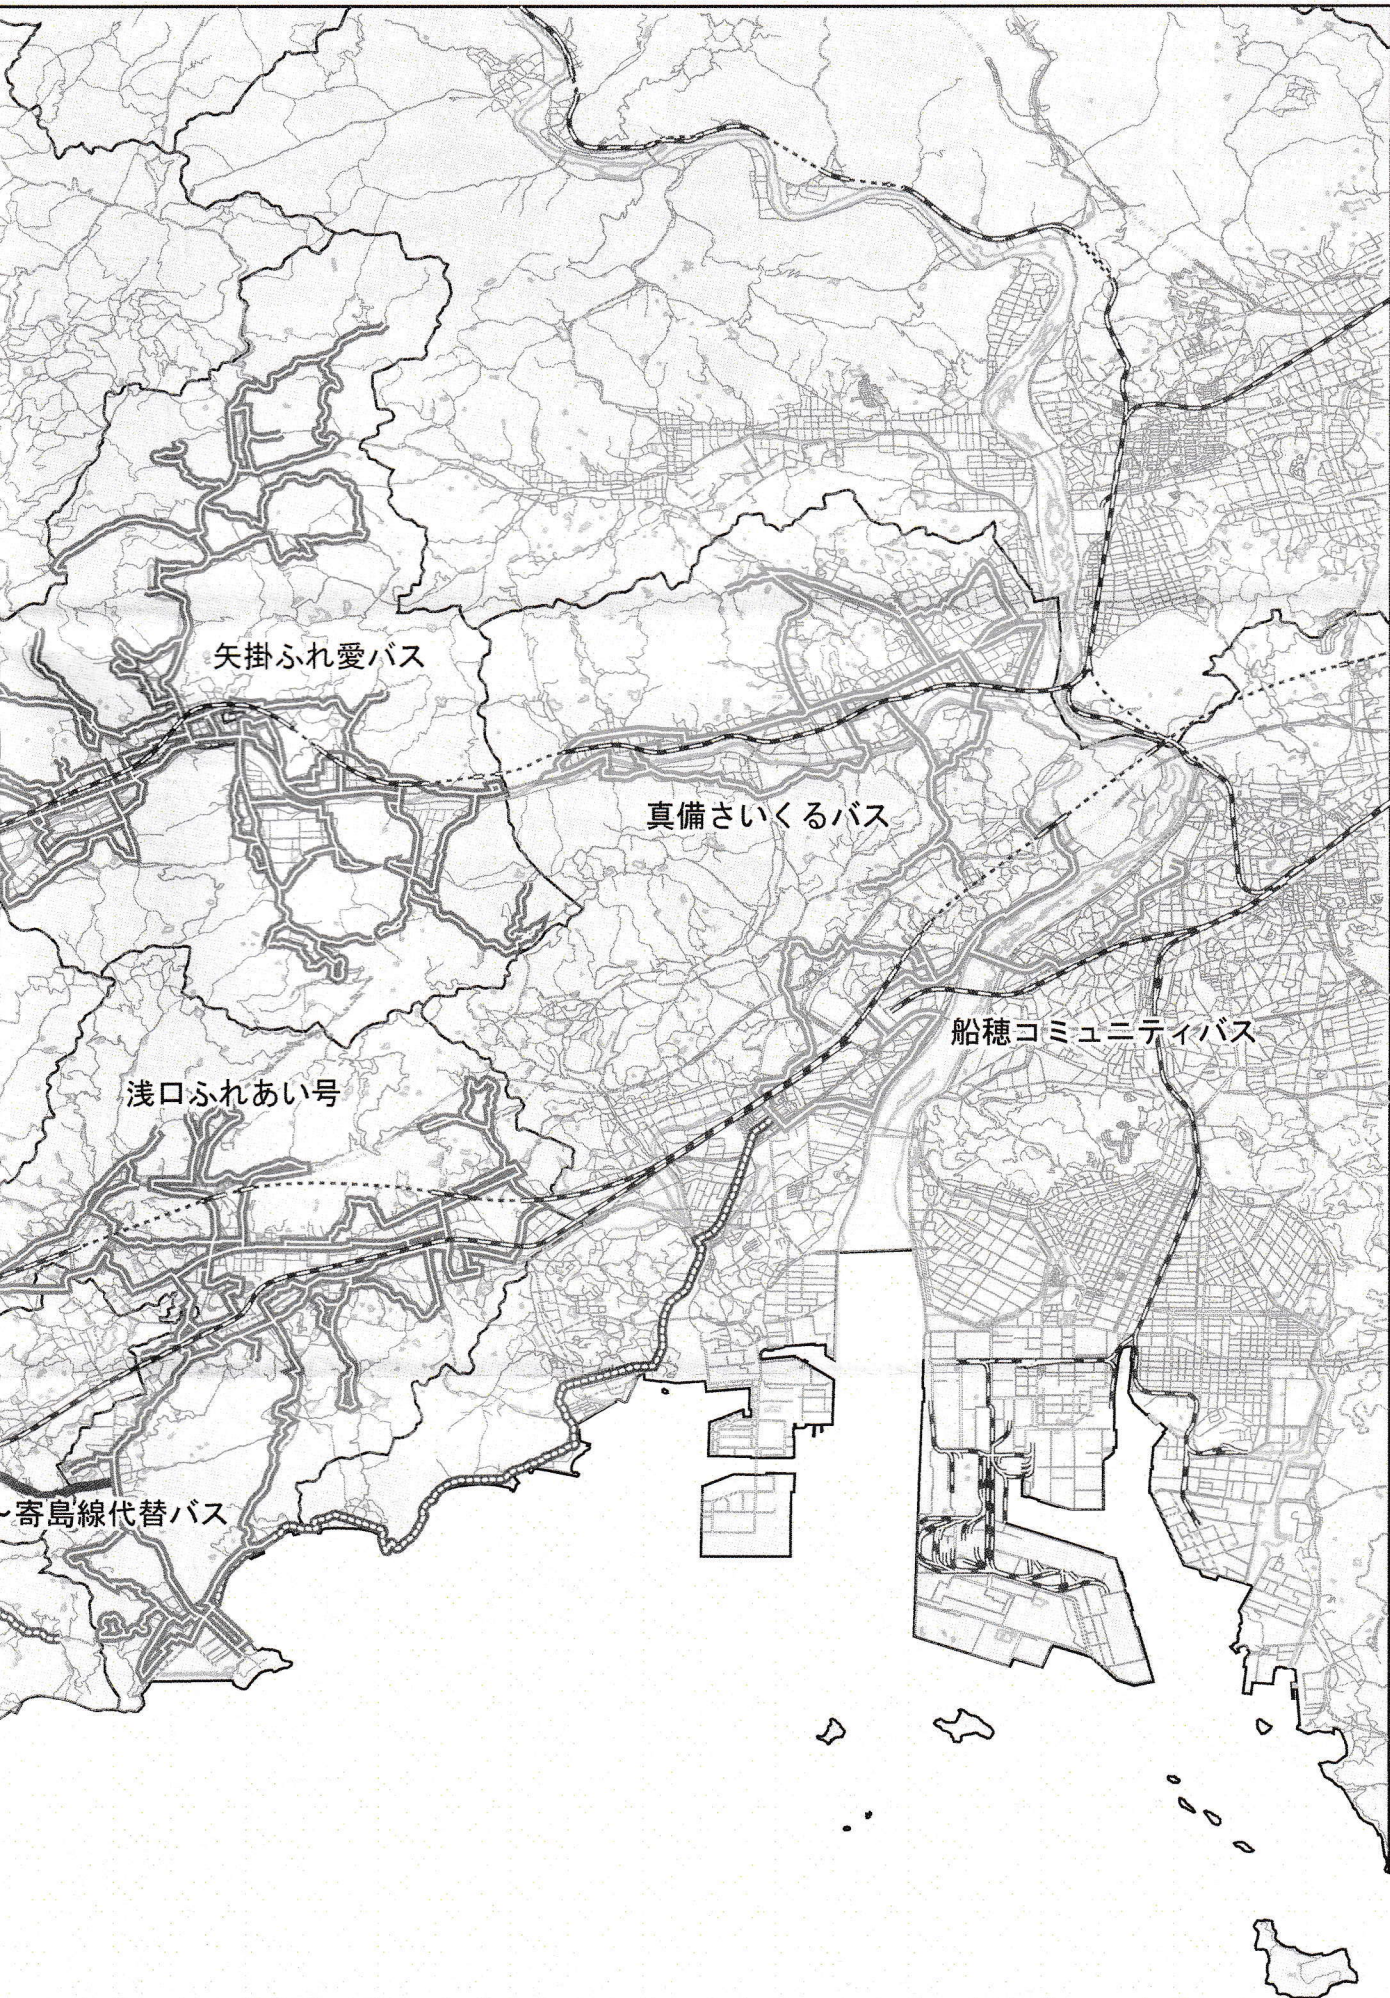 矢掛ふれ愛バス
真備さいくるバス
船穂コミュニティバス
浅口ふれあい号
~寄島線代替バス